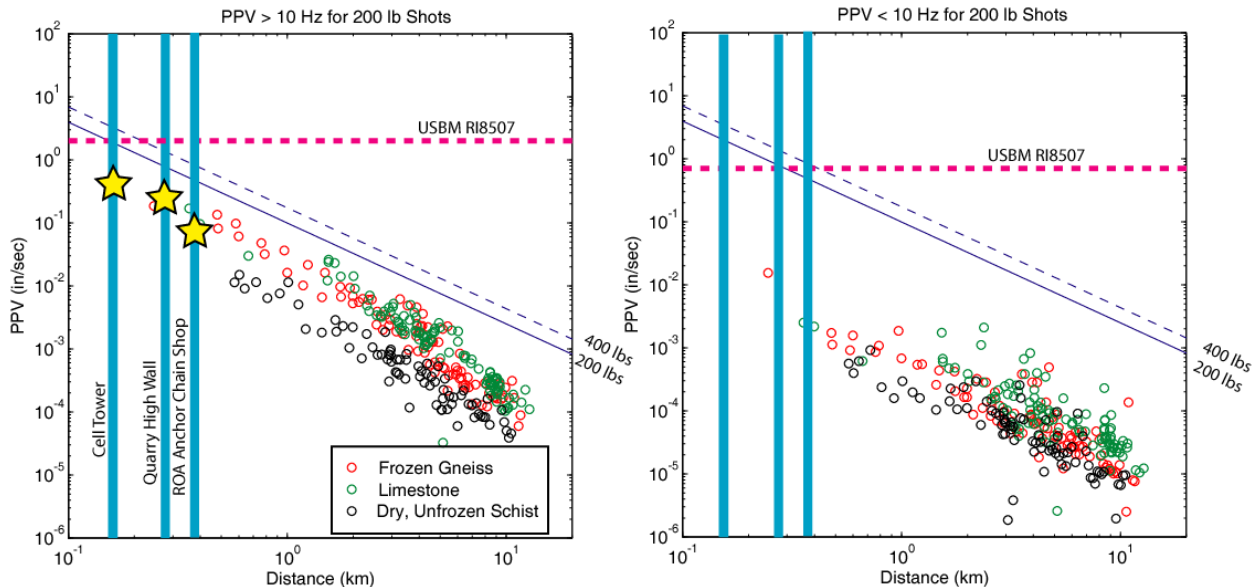 PPV > 10 Hz for 200 lb Shots
10^2
10^1
10^0
10^-1
10^-2
10^-3
10^-4
10^-5
10^-6
PPV (in/sec)
USBM RI8507
Cell Tower
Quarry High Wall
ROA Anchor Chain Shop
400 lbs
200 lbs
Frozen Gneiss
Limestone
Dry, Unfrozen Schist
10^-1
10^0
10^1
Distance (km)
PPV < 10 Hz for 200 lb Shots
10^2
10^1
10^0
10^-1
10^-2
10^-3
10^-4
10^-5
10^-6
PPV (in/sec)
USBM RI8507
400 lbs
200 lbs
10^-1
10^0
10^1
Distance (km)